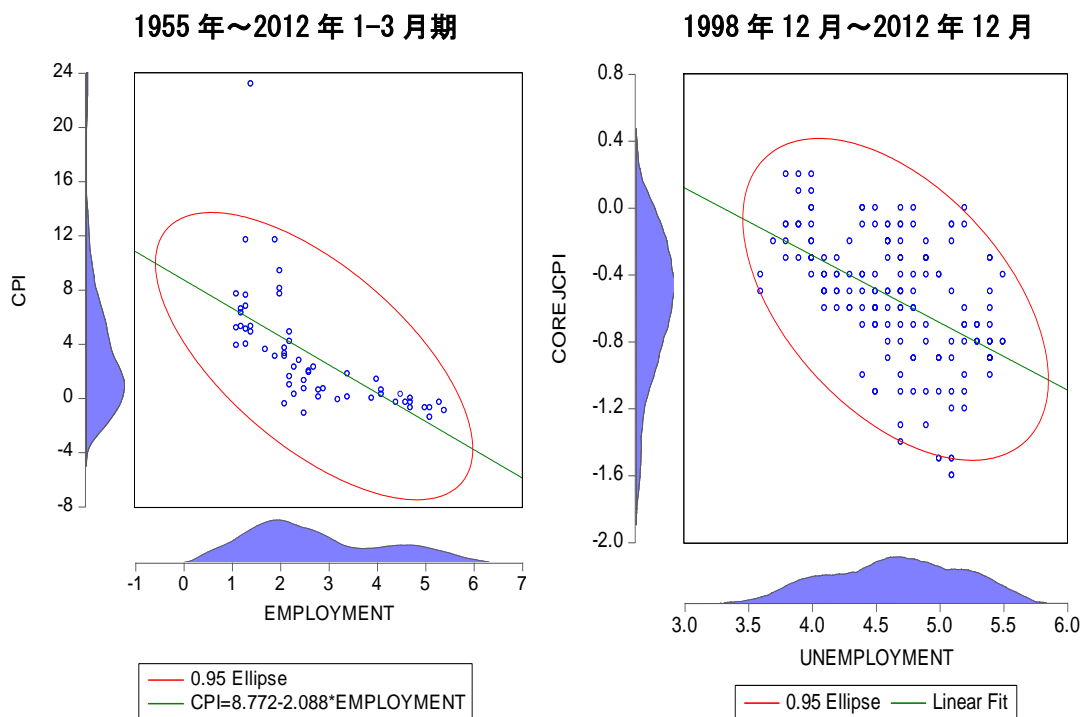 1955 年～2012 年 1-3 月期
24
20
16
12
8
4
0
-4
-8
CPI
-1 0 1 2 3 4 5 6 7
EMPLOYMENT
0.95 Ellipse
CPI=8.772-2.088*EMPLOYMENT
1998 年 12 月～2012 年 12 月
0.8
0.4
0.0
-0.4
-0.8
-1.2
-1.6
-2.0
COREJCPI
3.0 3.5 4.0 4.5 5.0 5.5 6.0
UNEMPLOYMENT
0.95 Ellipse Linear Fit